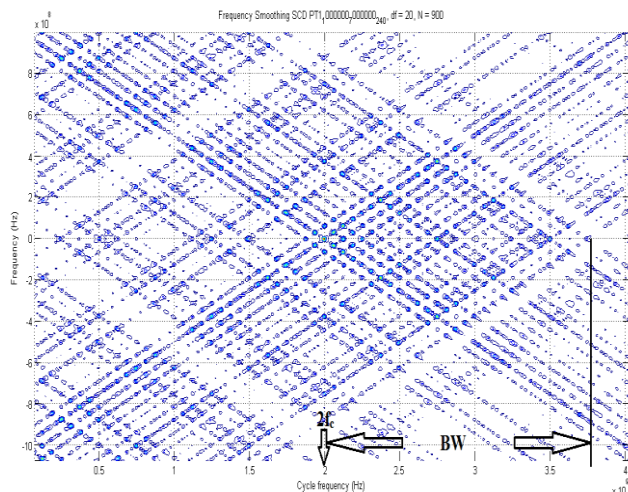 Frequency Smoothing SCD PT1,000000,000000240, df = 20, N = 900
x 10^8
8
6
4
2
0
-2
-4
-6
-8
-10
Frequency (Hz)
2fc
BW
0.5 1 1.5 2 2.5 3 3.5 4
Cycle frequency (Hz)